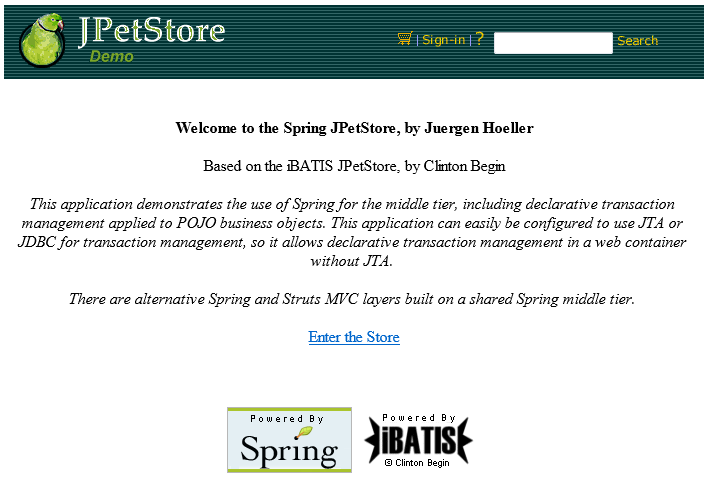 JPetStore
Demo
| Sign-in | ?
Search
Welcome to the Spring JPetStore, by Juergen Hoeller
Based on the iBATIS JPetStore, by Clinton Begin
This application demonstrates the use of Spring for the middle tier, including declarative transaction
management applied to POJO business objects. This application can easily be configured to use JTA or
JDBC for transaction management, so it allows declarative transaction management in a web container
without JTA.
There are alternative Spring and Struts MVC layers built on a shared Spring middle tier.
Enter the Store
Powered By
Spring
Powered By
iBATIS
© Clinton Begin